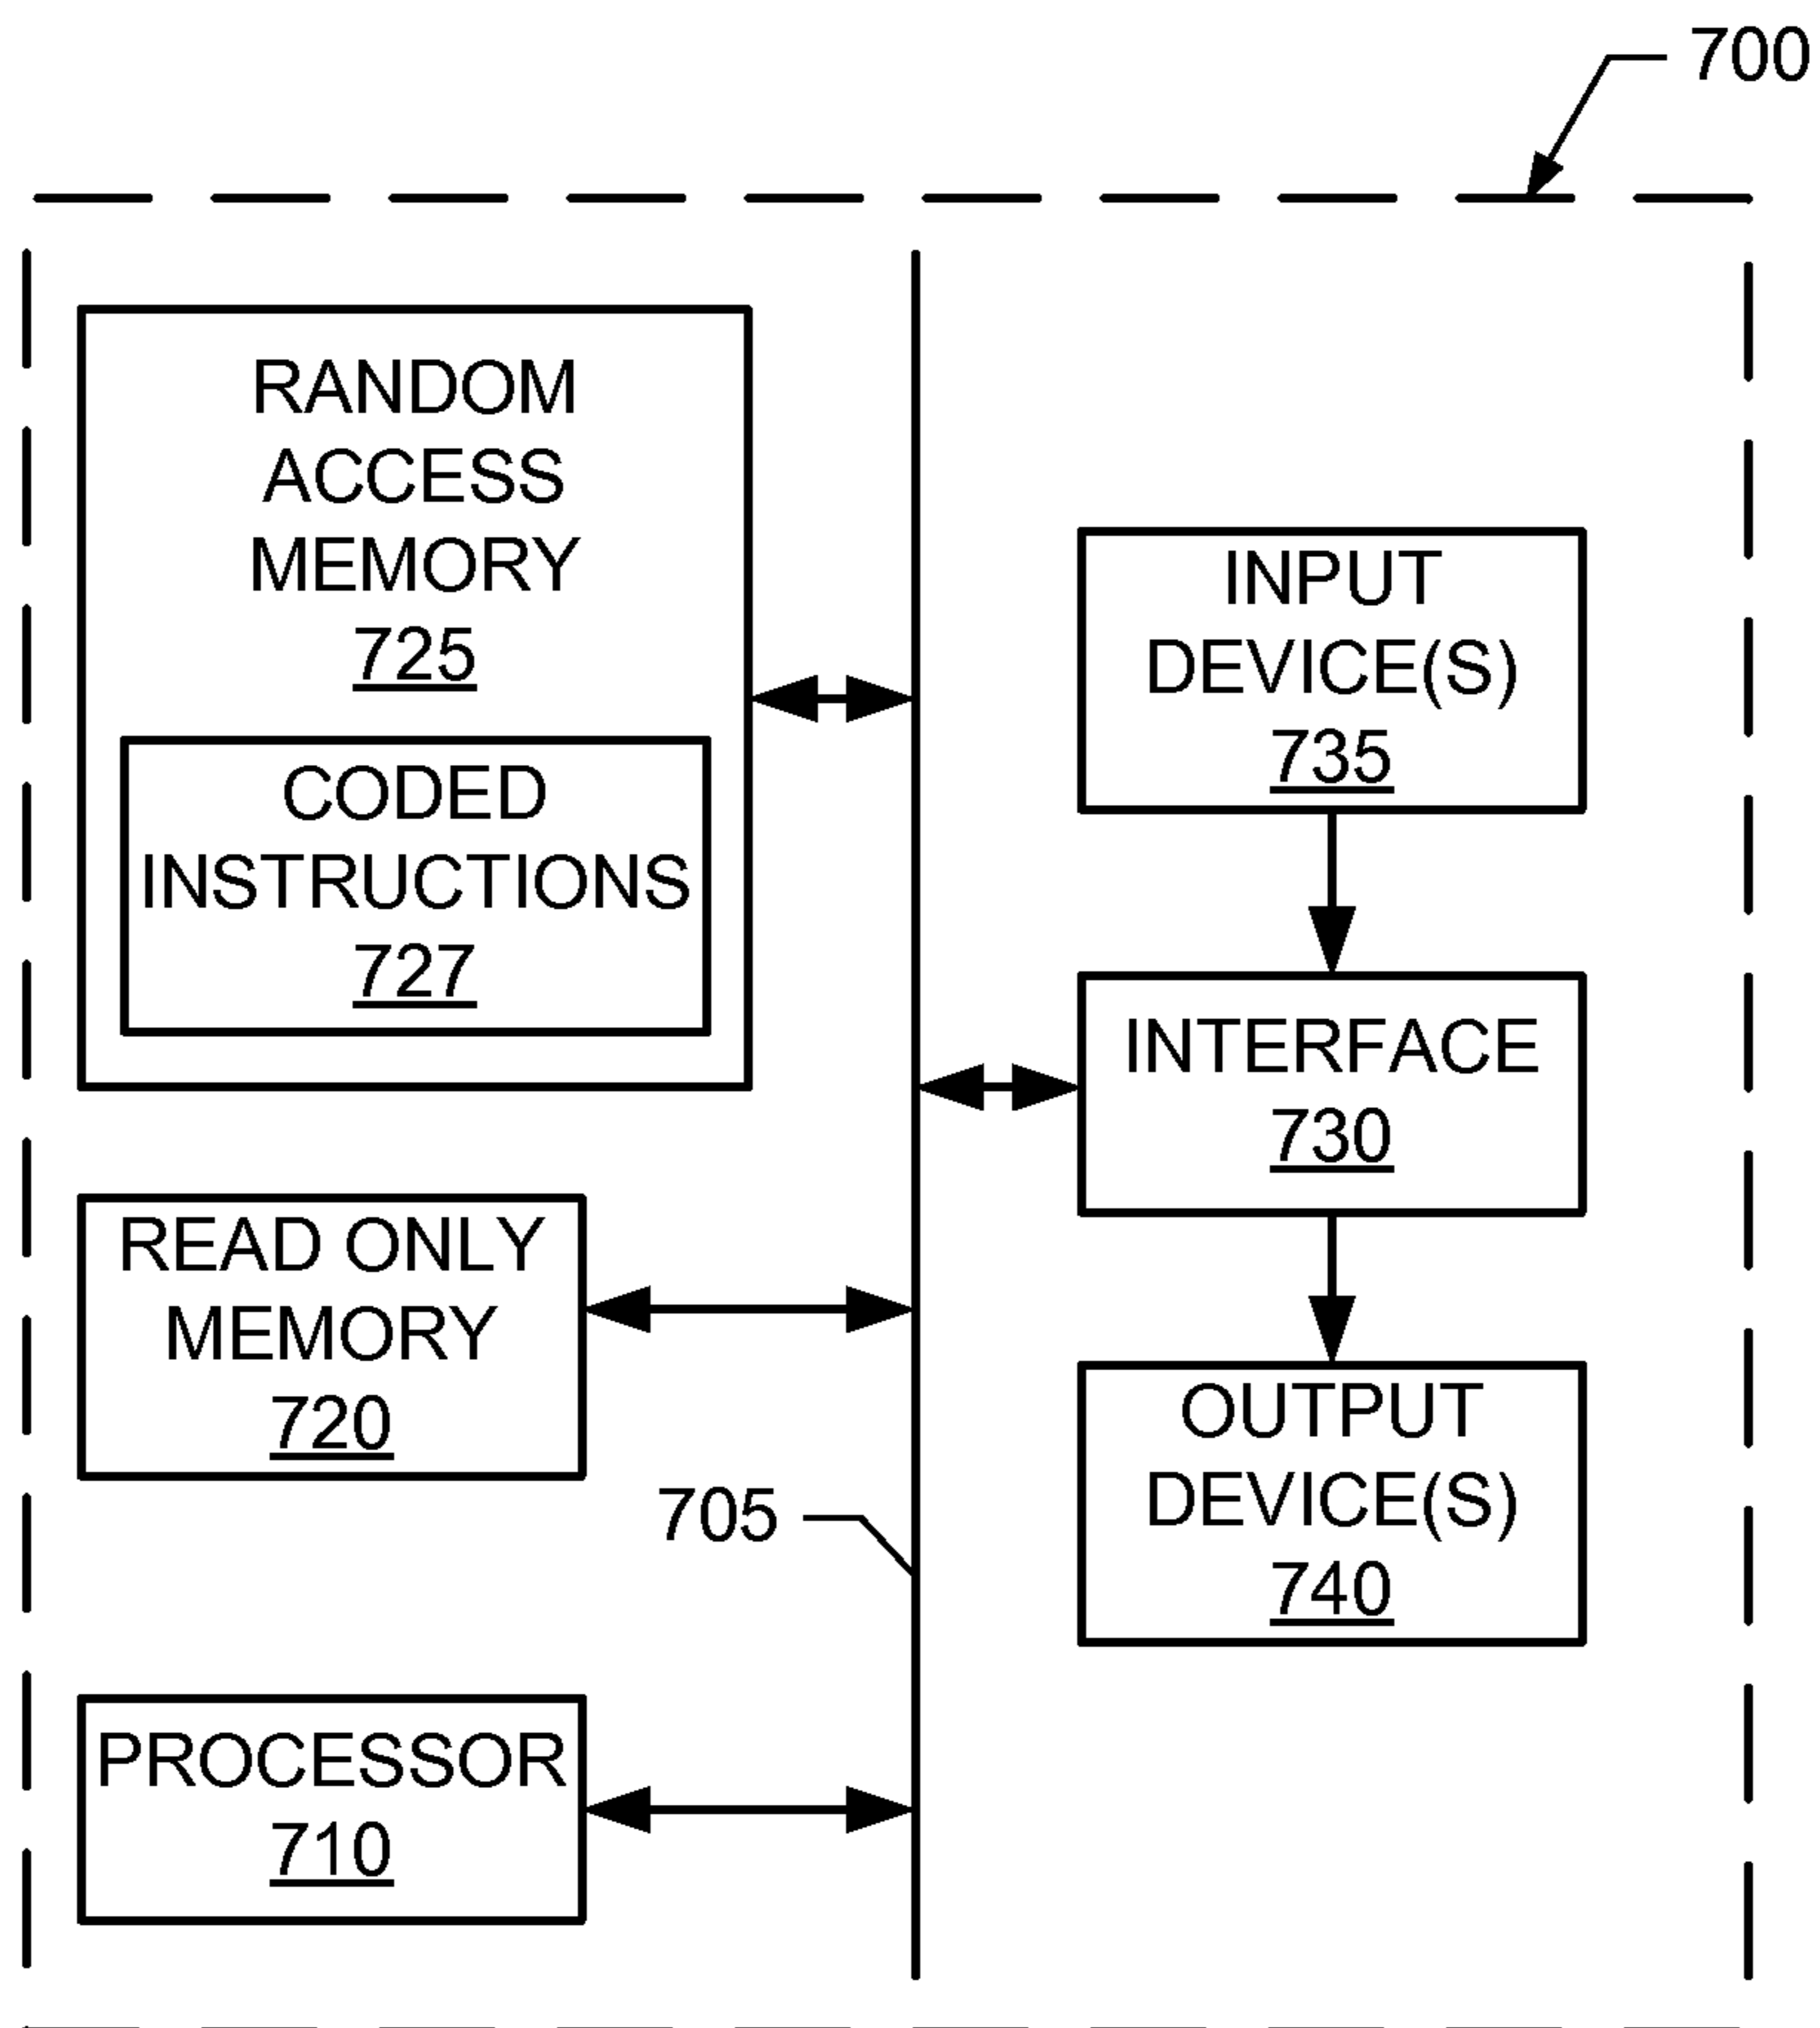 700
RANDOM
ACCESS
MEMORY
725
CODED
INSTRUCTIONS
727
READ ONLY
MEMORY
720
705
PROCESSOR
710
INPUT
DEVICE(S)
735
INTERFACE
730
OUTPUT
DEVICE(S)
740